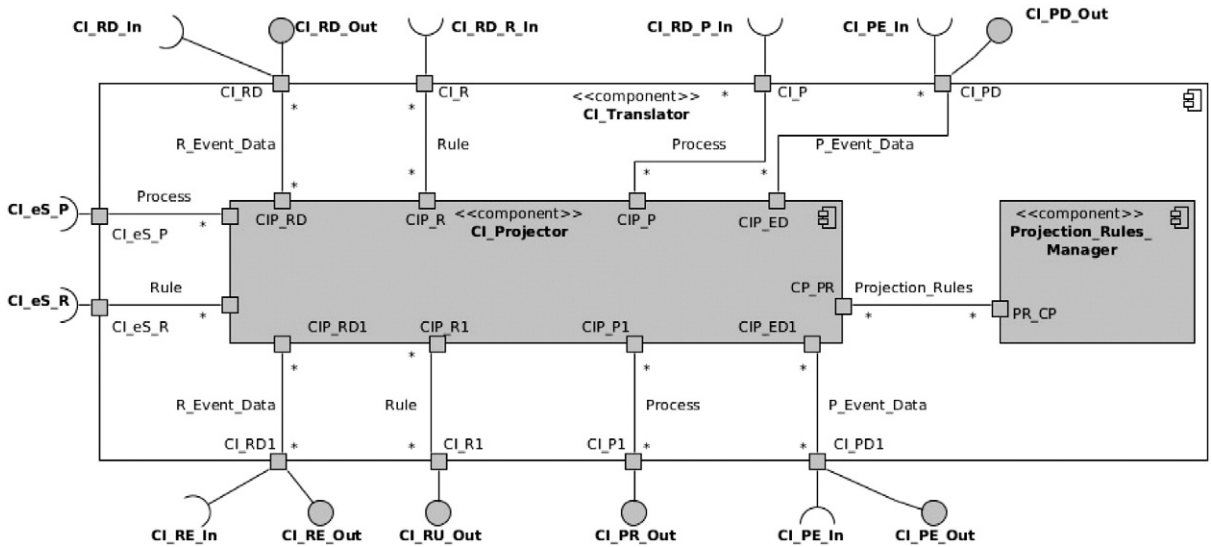 CI_RD_In
CI_RD_Out
CI_RD_R_In
CI_RD_P_In
CI_PE_In
CI_PD_Out
CI_RD
*
CI_R
*
<<component>>
CI_Translator
*
CI_P
*
CI_PD
R_Event_Data
Rule
Process
P_Event_Data
*
*
*
*
Process
CI_eS_P
*
CI_eS_P
CIP_RD
CIP_R
<<component>>
CI_Projector
CIP_P
CIP_ED
<<component>>
Projection_Rules_
Manager
Rule
CI_eS_R
*
CI_eS_R
CP_PR
Projection_Rules
*
*
PR_CP
CIP_RD1
CIP_R1
CIP_P1
CIP_ED1
*
*
*
*
R_Event_Data
Rule
Process
P_Event_Data
CI_RD1
*
*
CI_R1
CI_P1
*
*
CI_PD1
CI_RE_In
CI_RE_Out
CI_RU_Out
CI_PR_Out
CI_PE_In
CI_PE_Out